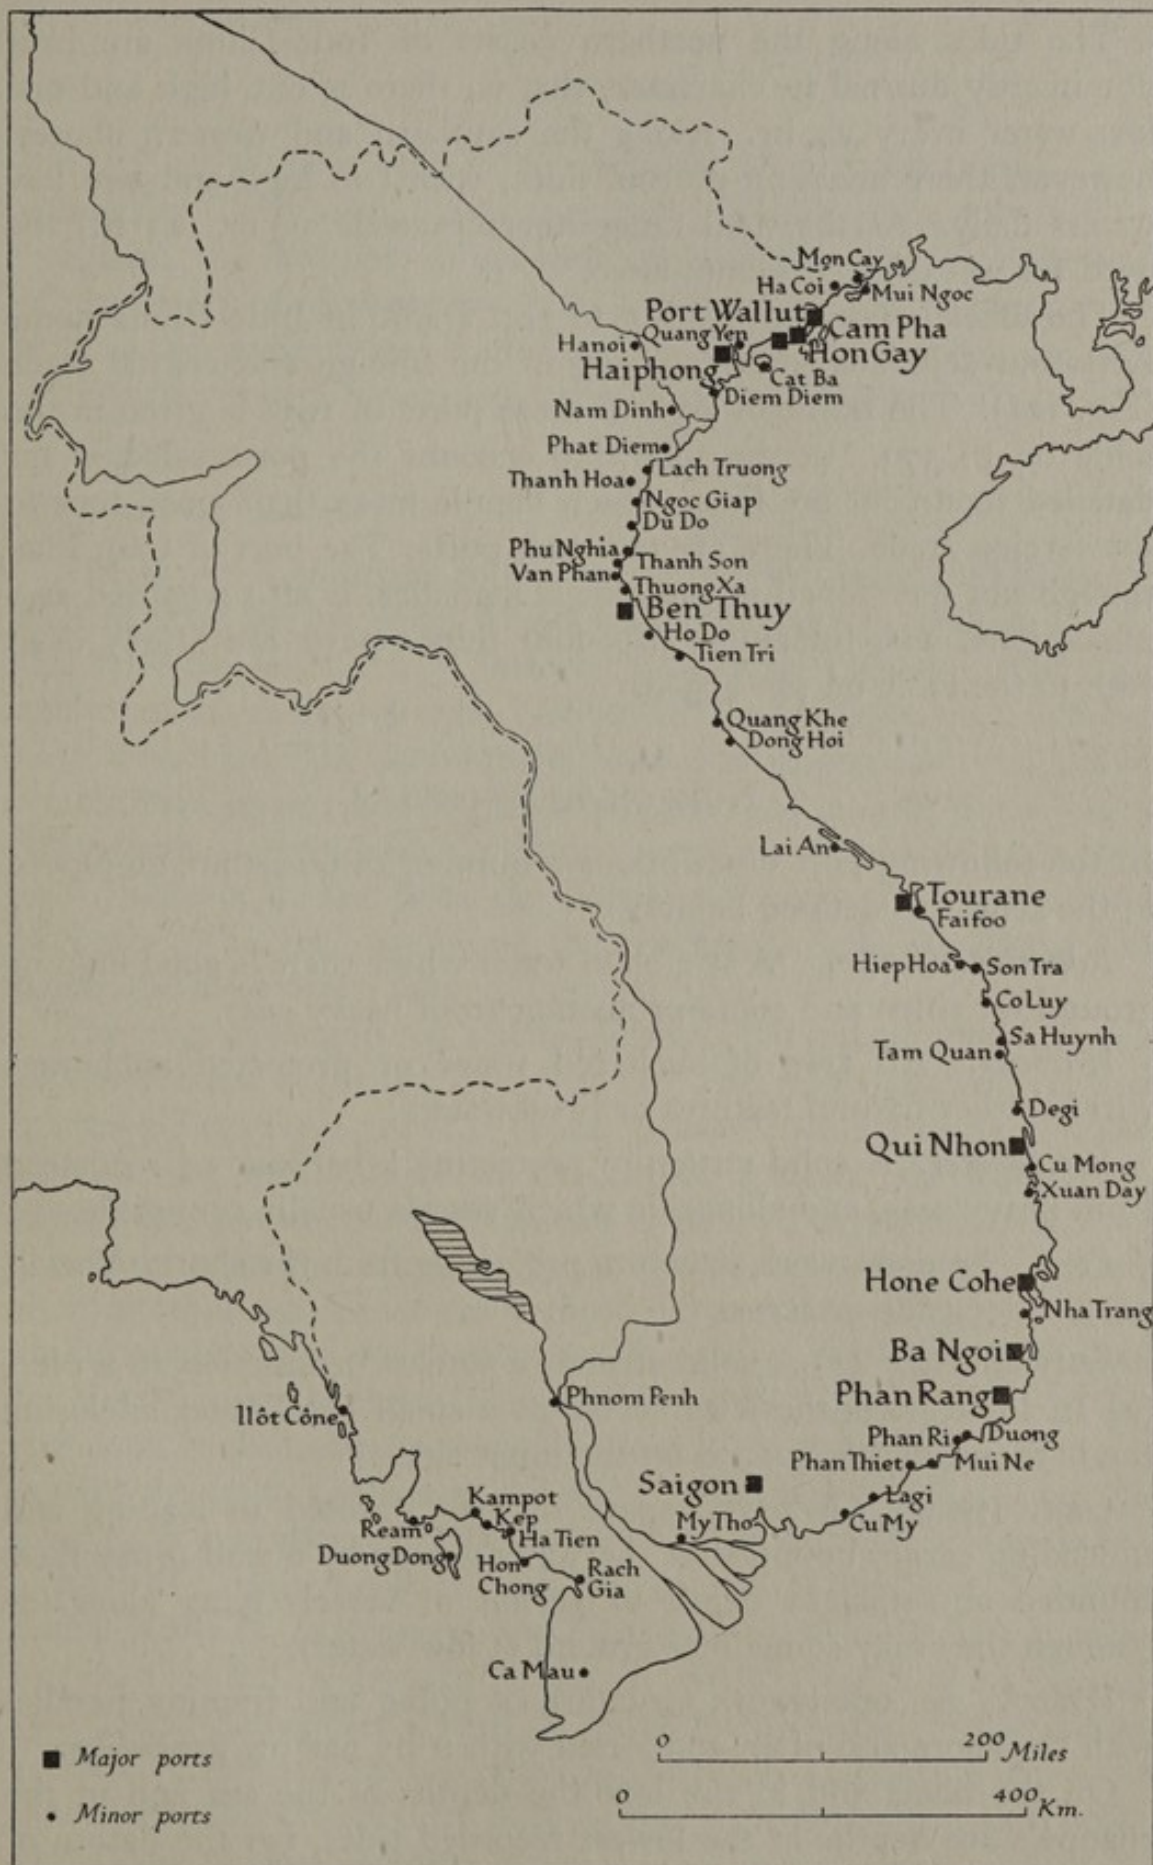 Mon Cay
Ha Coi
Mui Ngoc
Port Wallut
Cam Pha
Quang Yen
Hanoi
Hon Gay
Haiphong
Cat Ba
Diem Diem
Nam Dinh
Phat Diem
Lach Truong
Thanh Hoa
Ngoc Giap
Du Do
Phu Nghia
Thanh Son
Van Phan
Thuong Xa
Ben Thuy
Ho Do
Tien Tri
Quang Khe
Dong Hoi
Lai An
Tourane
Faifoo
Hiep Hoa
Son Tra
Co Luy
Sa Huynh
Tam Quan
Degi
Qui Nhon
Cu Mong
Xuan Day
Hone Cohe
Nha Trang
Ba Ngoi
Phan Rang
Phnom Penh
Ilôt Cône
Duong
Phan Ri
Phan Thiet
Mui Ne
Saigon
Lagi
Kampot
Cu My
My Tho
Kep
Ream
Ha Tien
Duong Dong
Hon
Chong
Rach
Gia
Ca Mau
Major ports
Minor ports
0 200 Miles
0 400 Km.